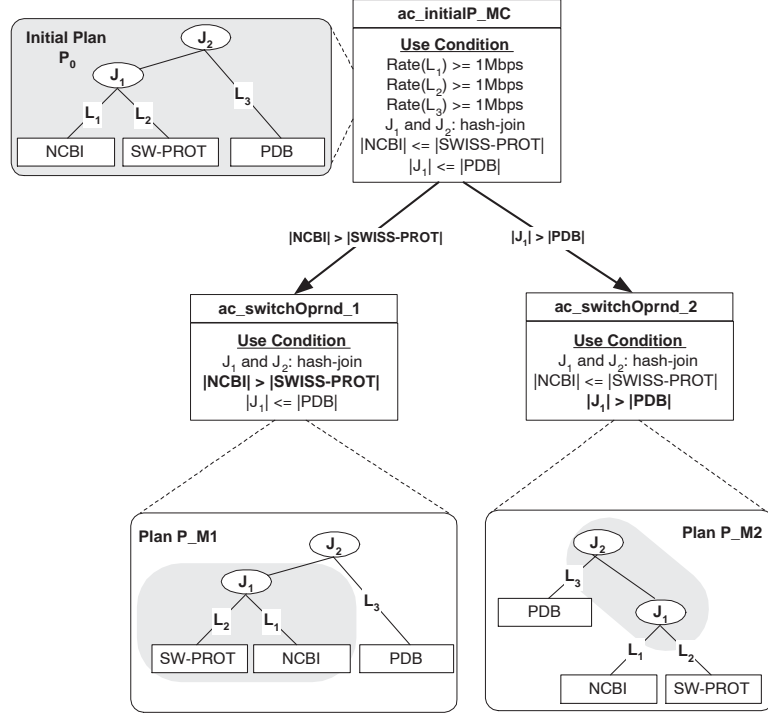 ac_initialP_MC
Use Condition
Rate(L₁) >= 1Mbps
Rate(L₂) >= 1Mbps
Rate(L₃) >= 1Mbps
J₁ and J₂: hash-join
|NCBI| <= |SWISS-PROT|
|J₁| <= |PDB|
Initial Plan
P₀
J₂
J₁
L₁ L₂ L₃
NCBI SW-PROT PDB
|NCBI| > |SWISS-PROT| |J₁| > |PDB|
ac_switchOprnd_1
Use Condition
J₁ and J₂: hash-join
|NCBI| > |SWISS-PROT|
|J₁| <= |PDB|
ac_switchOprnd_2
Use Condition
J₁ and J₂: hash-join
|NCBI| <= |SWISS-PROT|
|J₁| > |PDB|
Plan P_M1
J₂
J₁
L₂ L₁ L₃
SW-PROT NCBI PDB
Plan P_M2
J₂
L₃
PDB J₁
L₁ L₂
NCBI SW-PROT